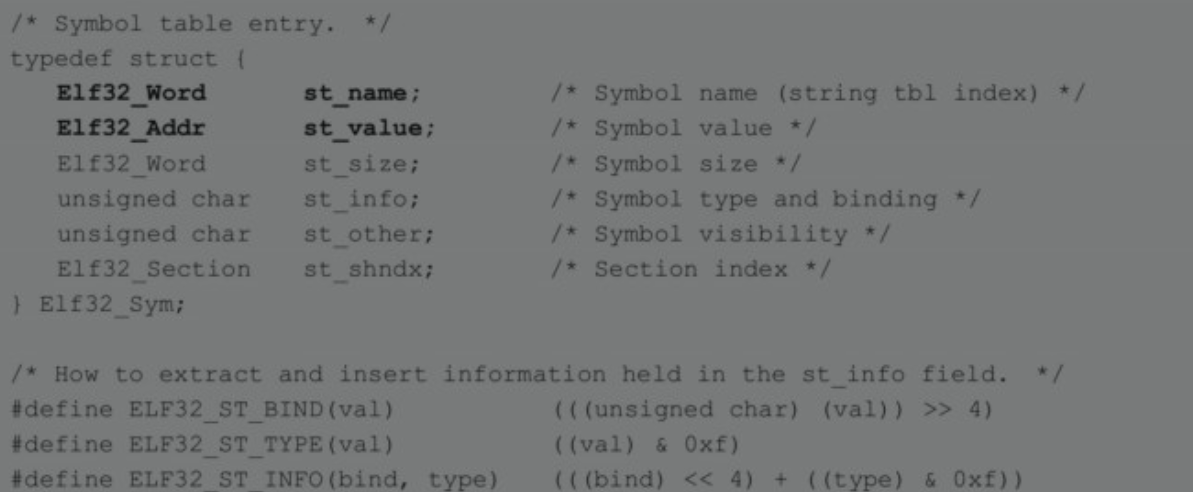 /* Symbol table entry.  */
typedef struct {
   Elf32_Word      st_name;        /* Symbol name (string tbl index) */
   Elf32_Addr      st_value;       /* Symbol value */
   Elf32_Word      st_size;        /* Symbol size */
   unsigned char   st_info;        /* Symbol type and binding */
   unsigned char   st_other;       /* Symbol visibility */
   Elf32_Section   st_shndx;       /* Section index */
} Elf32_Sym;

/* How to extract and insert information held in the st_info field.  */
#define ELF32_ST_BIND(val)         (((unsigned char) (val)) >> 4)
#define ELF32_ST_TYPE(val)         ((val) & 0xf)
#define ELF32_ST_INFO(bind, type)  (((bind) << 4) + ((type) & 0xf))